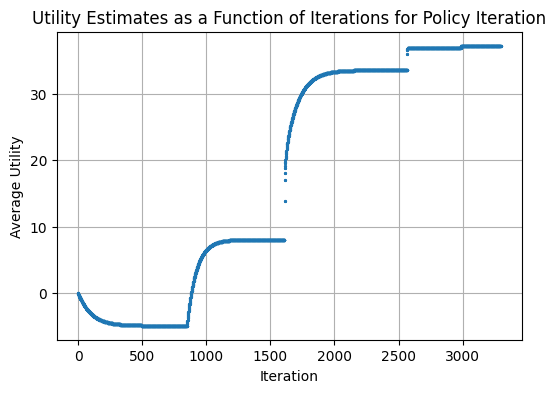 Utility Estimates as a Function of Iterations for Policy Iteration
Average Utility
30
20
10
0
0 500 1000 1500 2000 2500 3000
Iteration